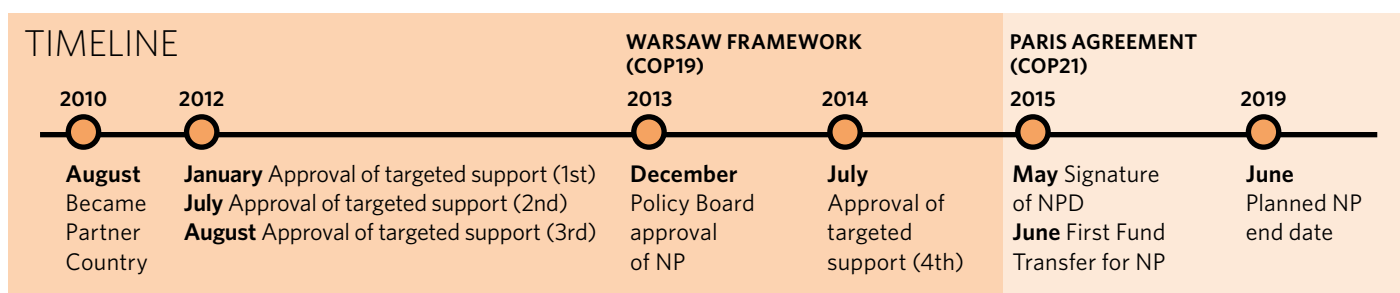 TIMELINE
WARSAW FRAMEWORK
(COP19)
PARIS AGREEMENT
(COP21)
2010
2012
2013
2014
2015
2019
August
Became
Partner
Country
January Approval of targeted support (1st)
July Approval of targeted support (2nd)
August Approval of targeted support (3rd)
December
Policy Board
approval
of NP
July
Approval of
targeted
support (4th)
May Signature
of NPD
June First Fund
Transfer for NP
June
Planned NP
end date